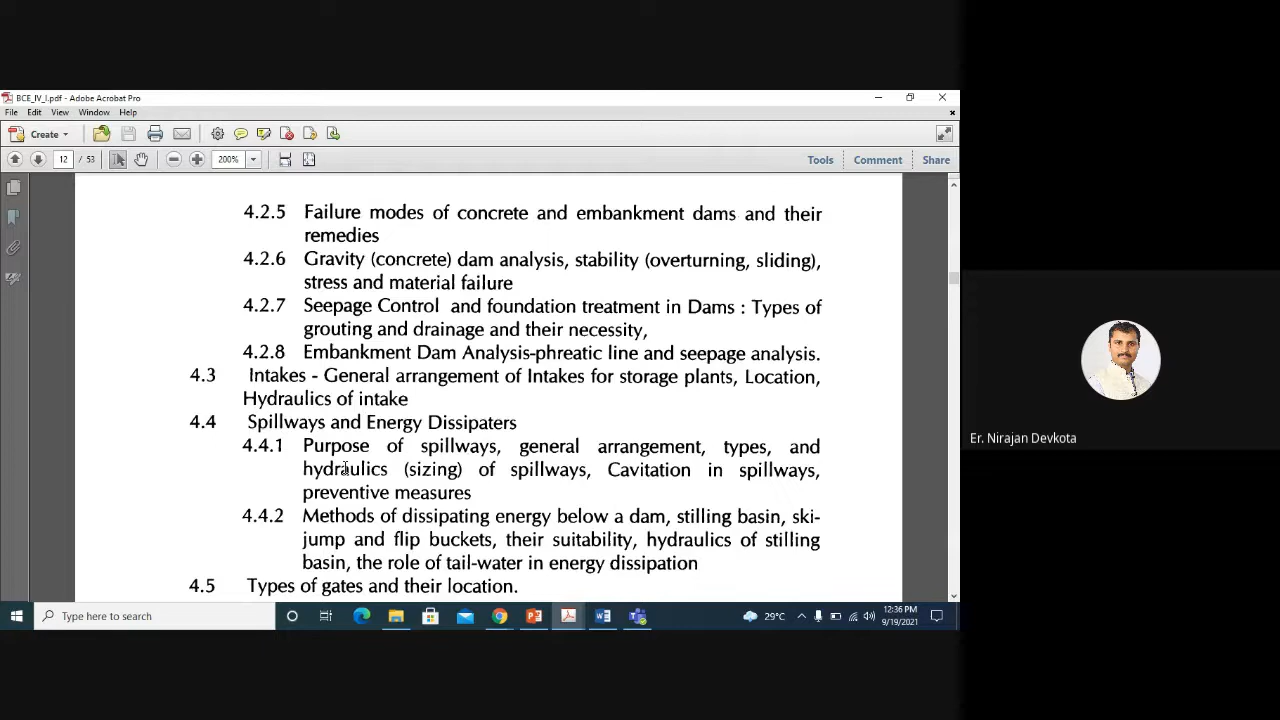 BCE_IV_I.pdf - Adobe Acrobat Pro
File Edit View Window Help
Create
12 / 53 200% Tools Comment Share
4.2.5 Failure modes of concrete and embankment dams and their
remedies
4.2.6 Gravity (concrete) dam analysis, stability (overturning, sliding),
stress and material failure
4.2.7 Seepage Control and foundation treatment in Dams : Types of
grouting and drainage and their necessity,
4.2.8 Embankment Dam Analysis-phreatic line and seepage analysis.
4.3 Intakes - General arrangement of Intakes for storage plants, Location,
Hydraulics of intake
4.4 Spillways and Energy Dissipaters
4.4.1 Purpose of spillways, general arrangement, types, and
hydraulics (sizing) of spillways, Cavitation in spillways,
preventive measures
4.4.2 Methods of dissipating energy below a dam, stilling basin, ski-
jump and flip buckets, their suitability, hydraulics of stilling
basin, the role of tail-water in energy dissipation
4.5 Types of gates and their location.
Er. Nirajan Devkota
Type here to search
29°C
12:36 PM
9/19/2021